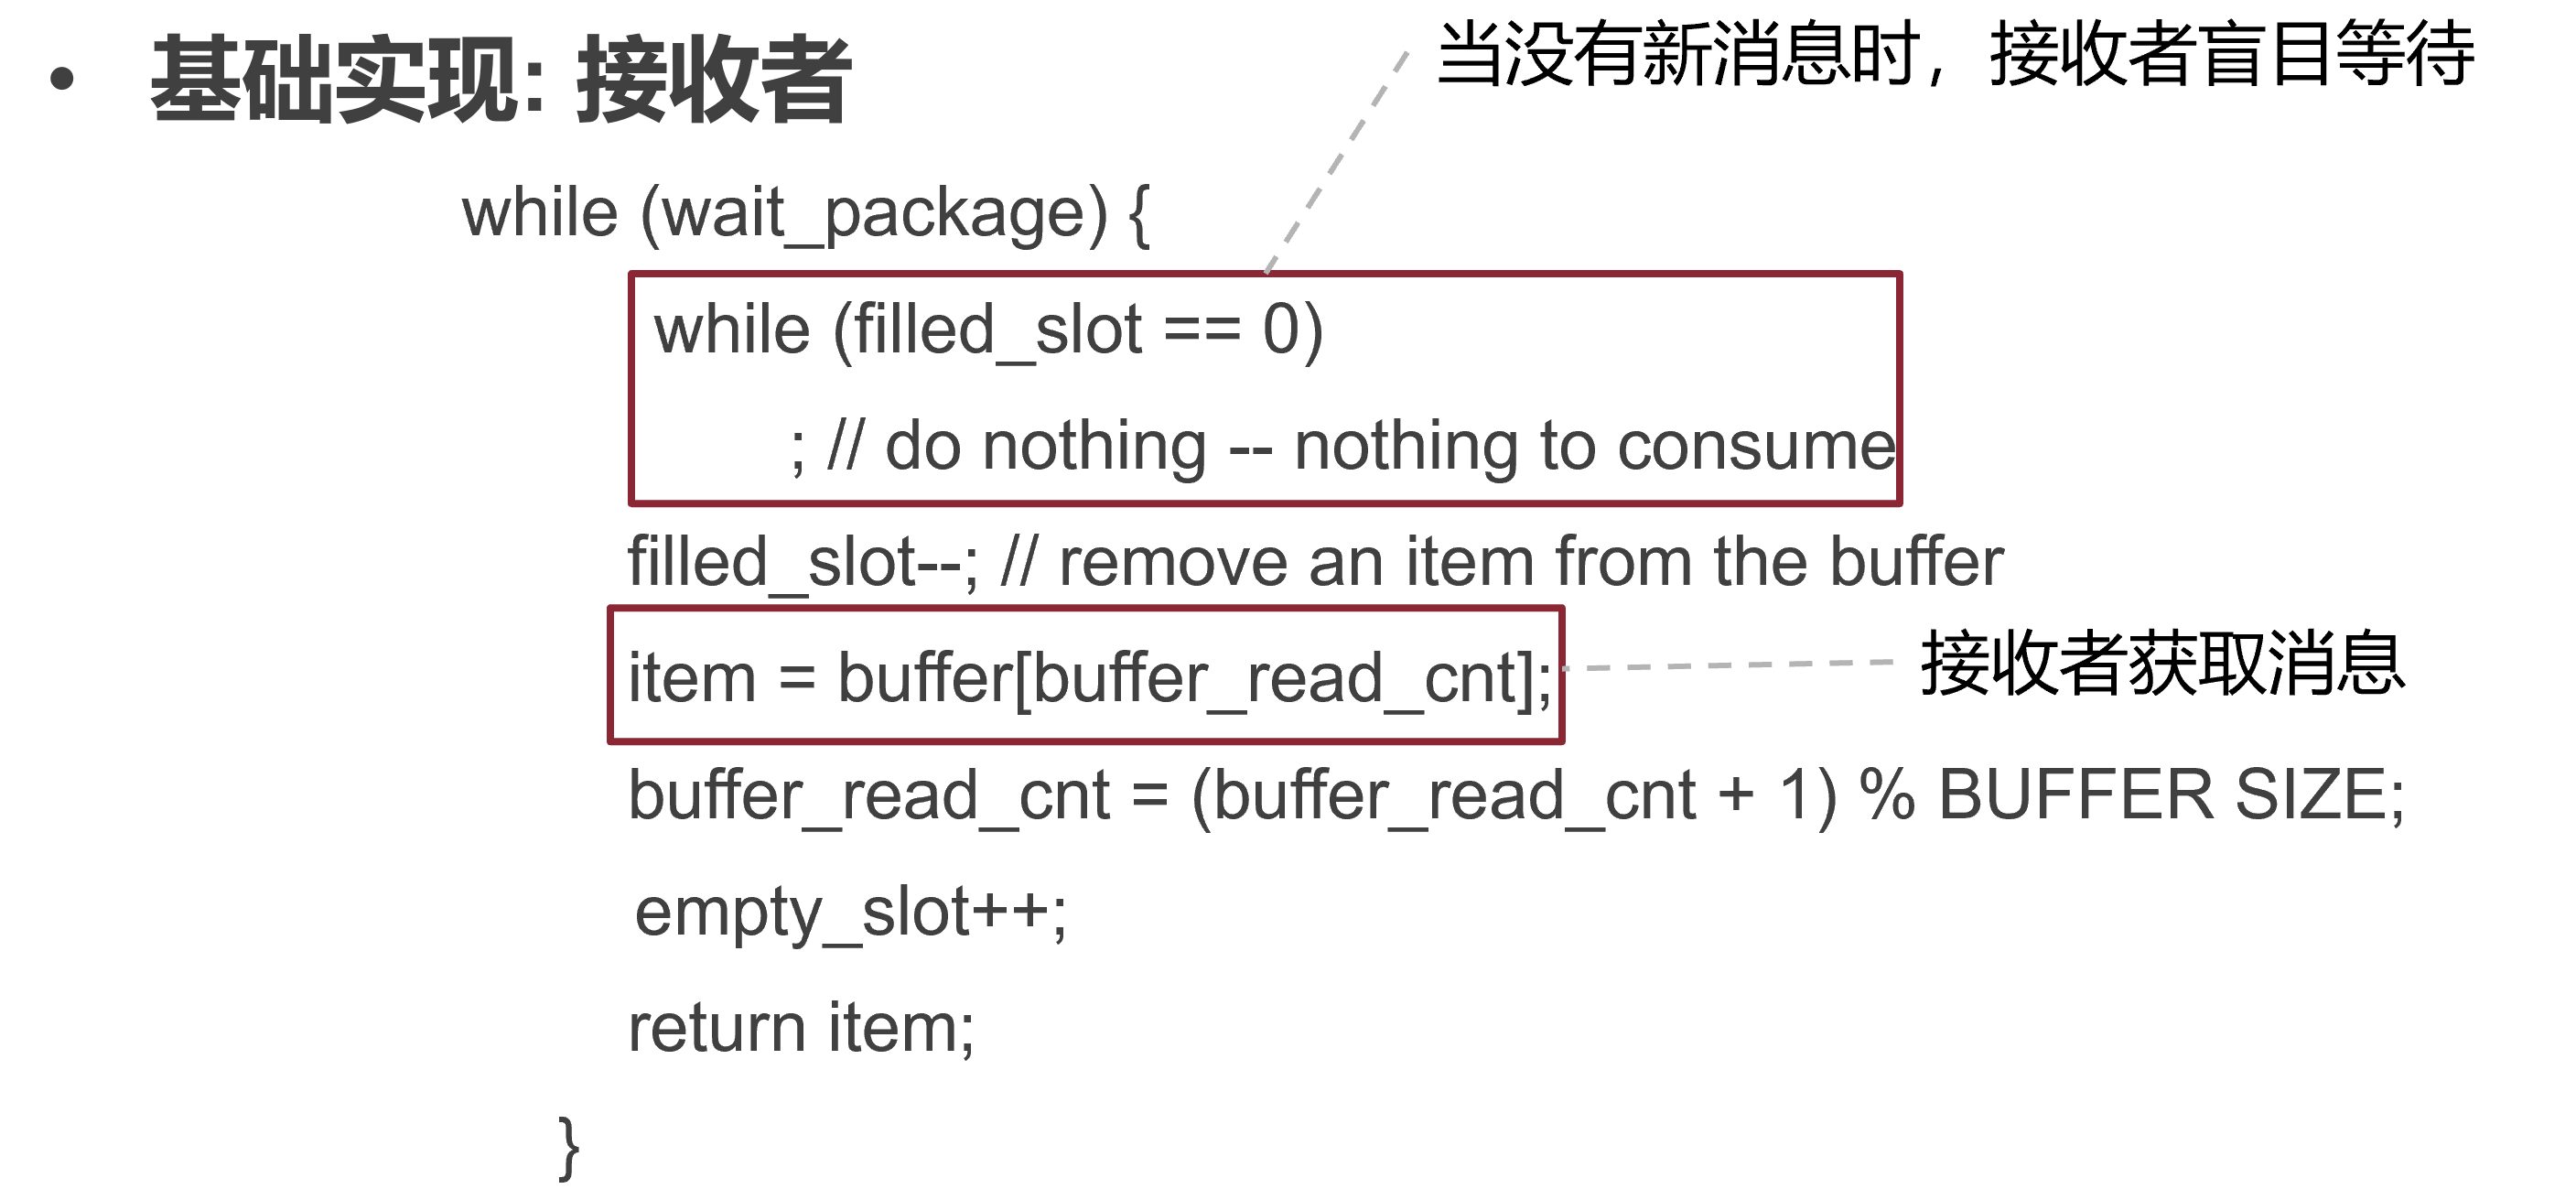 • 基础实现: 接收者
当没有新消息时，接收者盲目等待
while (wait_package) {
while (filled_slot == 0)
; // do nothing -- nothing to consume
filled_slot--; // remove an item from the buffer
item = buffer[buffer_read_cnt];
接收者获取消息
buffer_read_cnt = (buffer_read_cnt + 1) % BUFFER SIZE;
empty_slot++;
return item;
}